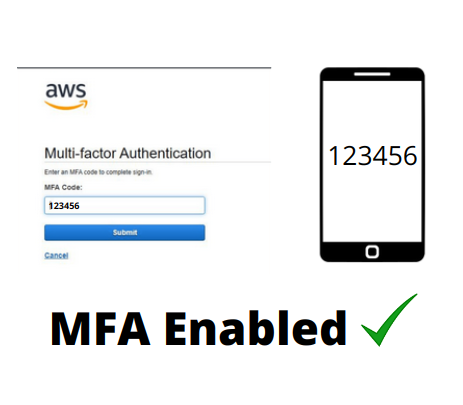 aws
Multi-factor Authentication
Enter an MFA code to complete sign-in.
MFA Code:
123456
Submit
Cancel
123456
MFA Enabled